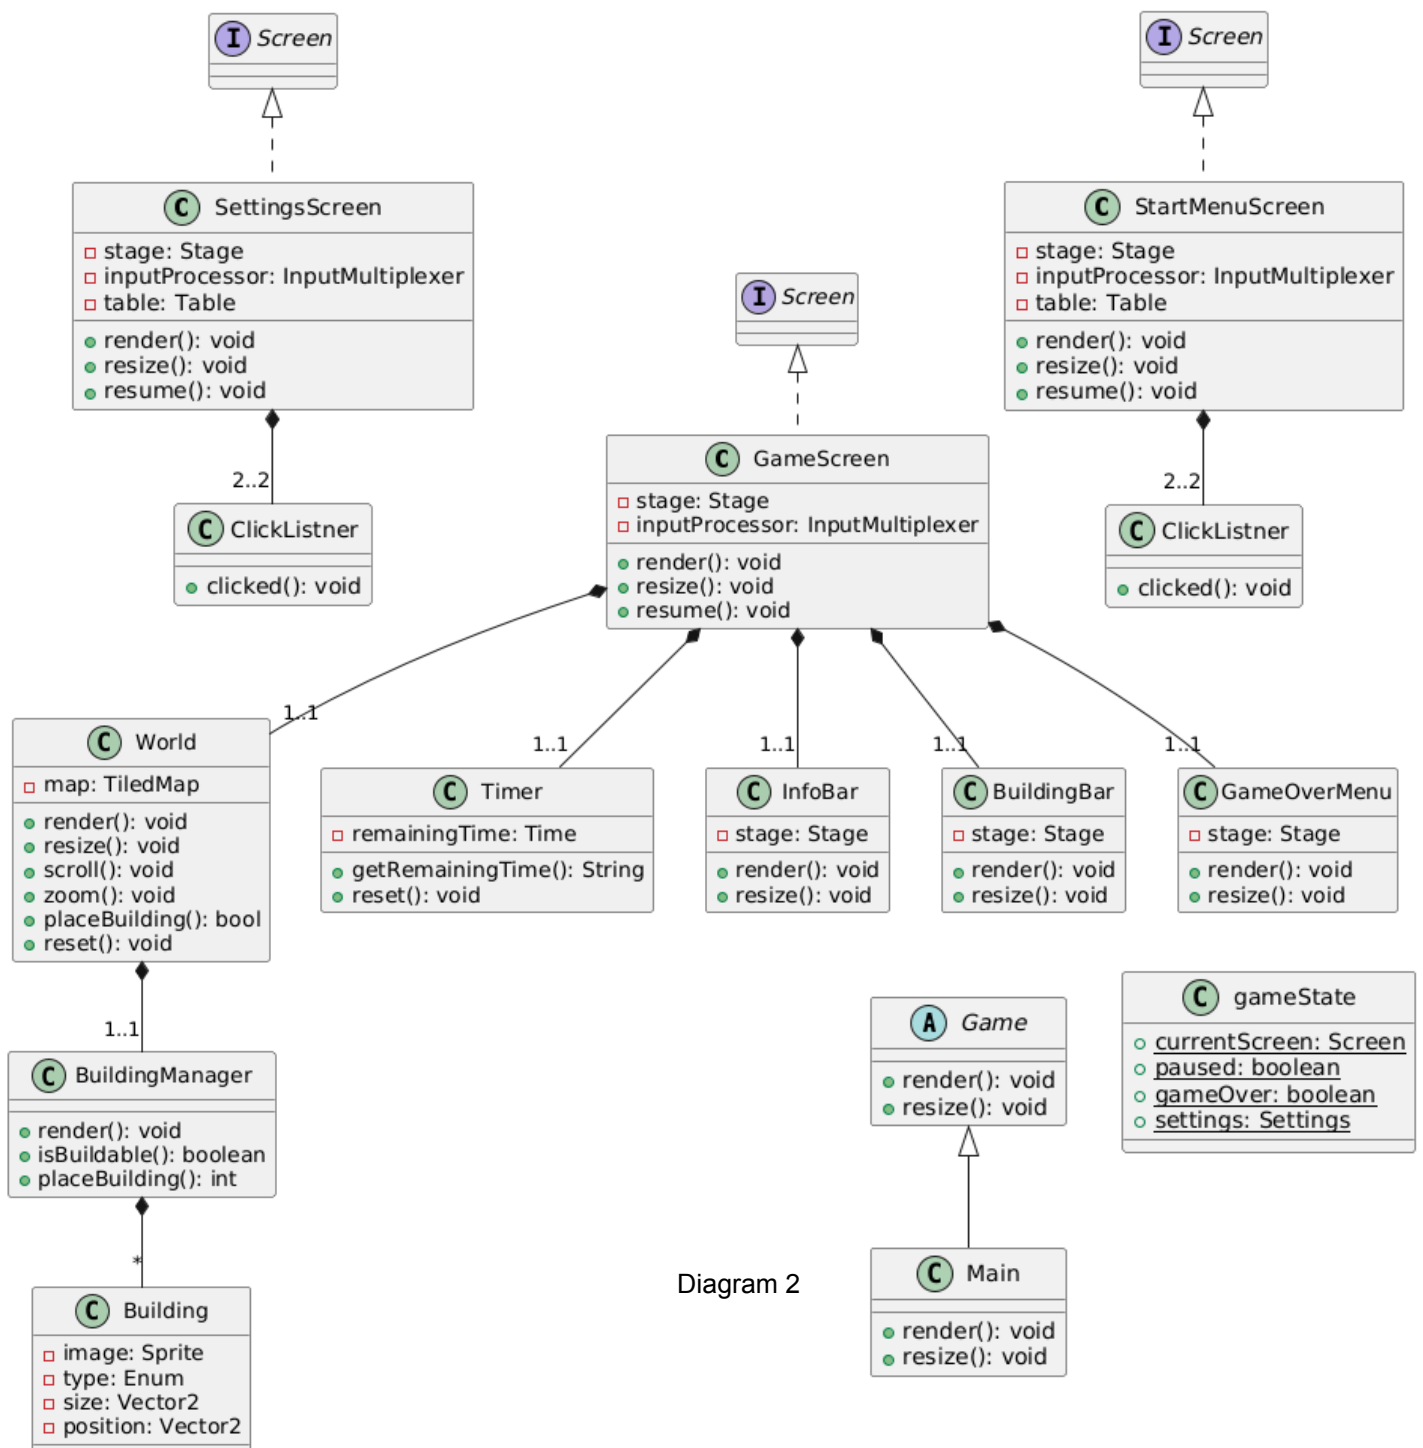 I Screen
C SettingsScreen
stage: Stage
inputProcessor: InputMultiplexer
table: Table
render(): void
resize(): void
resume(): void
2..2
C ClickListner
clicked(): void
I Screen
C StartMenuScreen
stage: Stage
inputProcessor: InputMultiplexer
table: Table
render(): void
resize(): void
resume(): void
2..2
C ClickListner
clicked(): void
I Screen
C GameScreen
stage: Stage
inputProcessor: InputMultiplexer
render(): void
resize(): void
resume(): void
1..1
1..1
1..1
1..1
1..1
C World
map: TiledMap
render(): void
resize(): void
scroll(): void
zoom(): void
placeBuilding(): bool
reset(): void
C Timer
remainingTime: Time
getRemainingTime(): String
reset(): void
C InfoBar
stage: Stage
render(): void
resize(): void
C BuildingBar
stage: Stage
render(): void
resize(): void
C GameOverMenu
stage: Stage
render(): void
resize(): void
1..1
C BuildingManager
render(): void
isBuildable(): boolean
placeBuilding(): int
*
C Building
image: Sprite
type: Enum
size: Vector2
position: Vector2
A Game
render(): void
resize(): void
C Main
render(): void
resize(): void
C gameState
currentScreen: Screen
paused: boolean
gameOver: boolean
settings: Settings
Diagram 2